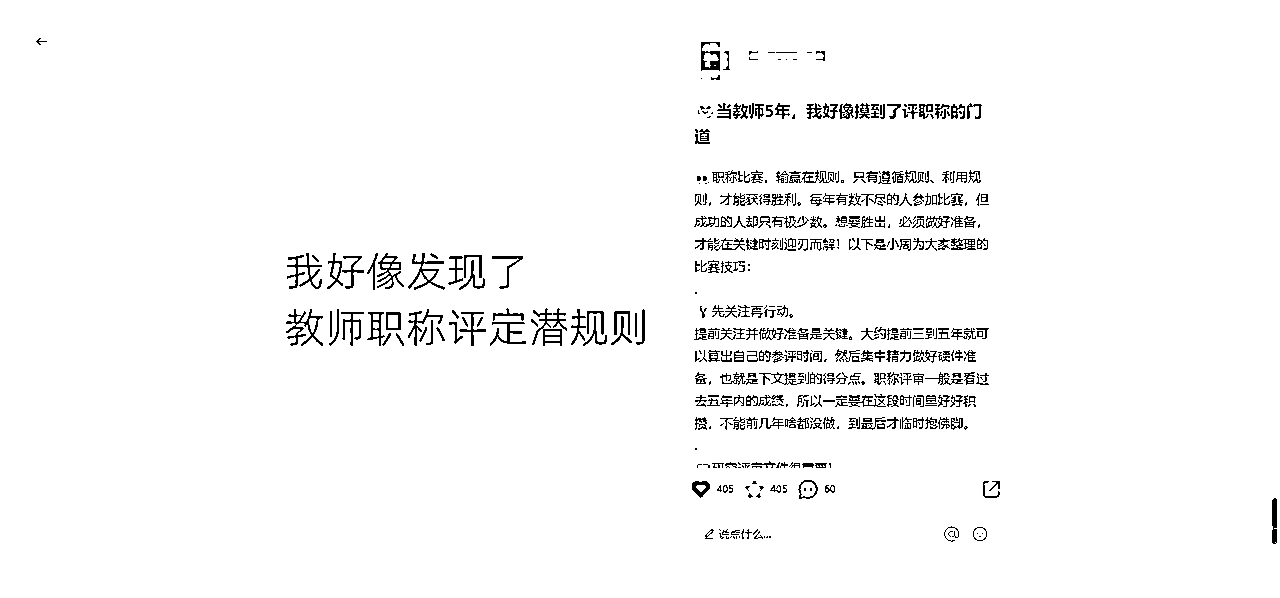 我好像发现了
教师职称评定潜规则
当教师5年，我好像摸到了评职称的门
道
职称比赛，输赢在规则。只有遵循规则、利用规
则，才能获得胜利。每年有数不尽的人参加比赛，但
成功的人却只有极少数。想要胜出，必须做好准备，
才能在关键时刻迎刃而解！以下是小周为大家整理的
比赛技巧：
.
先关注再行动。
提前关注并做好准备是关键。大约提前三到五年就可
以算出自己的参评时间，然后集中精力做好硬件准
备，也就是下文提到的得分点。职称评审一般是看过
去五年内的成绩，所以一定要在这段时间里好好积
攒，不能前几年啥都没做，到最后才临时抱佛脚。
.
研究评审文件很重要！
405 405 60
说点什么...